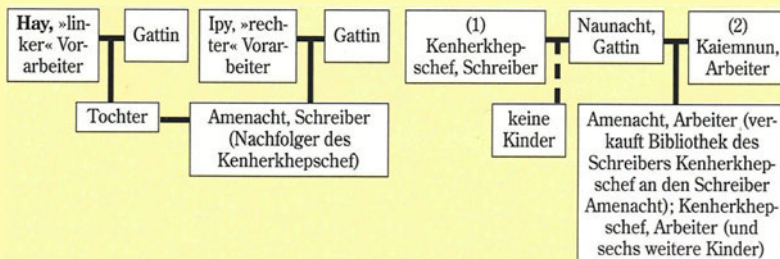 Hay, »lin-
ker« Vor-
arbeiter
Gattin
Ipy, »rech-
ter« Vorar-
beiter
Gattin
(1)
Kenherkhep-
schef, Schreiber
Naunacht,
Gattin
(2)
Kaiemnun,
Arbeiter
Tochter
Amenacht, Schreiber
(Nachfolger des
Kenherkhepschef)
keine
Kinder
Amenacht, Arbeiter (ver-
kauft Bibliothek des
Schreibers Kenherkhep-
schef an den Schreiber
Amenacht); Kenherkhep-
schef, Arbeiter (und
sechs weitere Kinder)